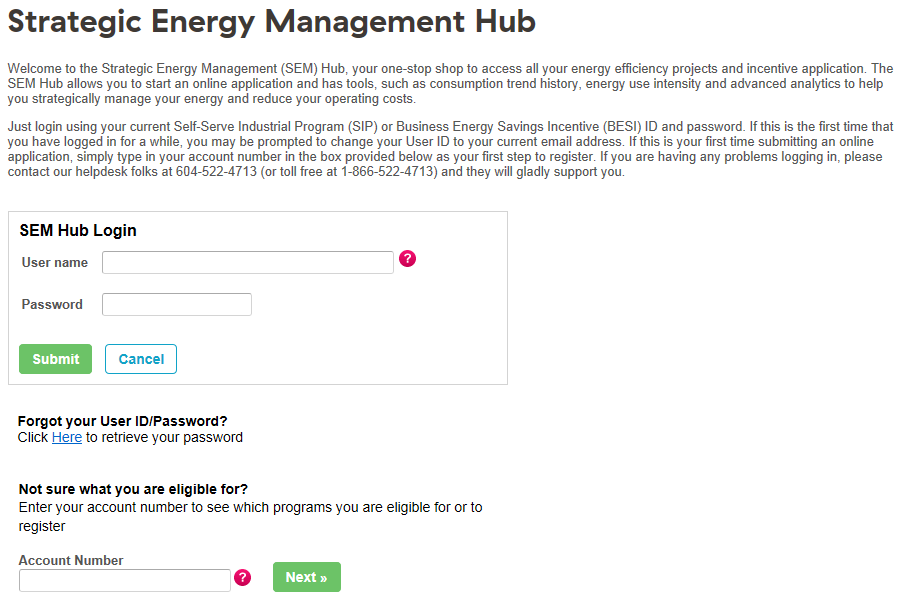 Strategic Energy Management Hub
Welcome to the Strategic Energy Management (SEM) Hub, your one-stop shop to access all your energy efficiency projects and incentive application. The
SEM Hub allows you to start an online application and has tools, such as consumption trend history, energy use intensity and advanced analytics to help
you strategically manage your energy and reduce your operating costs.
Just login using your current Self-Serve Industrial Program (SIP) or Business Energy Savings Incentive (BESI) ID and password. If this is the first time that
you have logged in for a while, you may be prompted to change your User ID to your current email address. If this is your first time submitting an online
application, simply type in your account number in the box provided below as your first step to register. If you are having any problems logging in, please
contact our helpdesk folks at 604-522-4713 (or toll free at 1-866-522-4713) and they will gladly support you.
SEM Hub Login
User name ?
Password
Submit Cancel
Forgot your User ID/Password?
Click Here to retrieve your password
Not sure what you are eligible for?
Enter your account number to see which programs you are eligible for or to
register
Account Number
? Next »